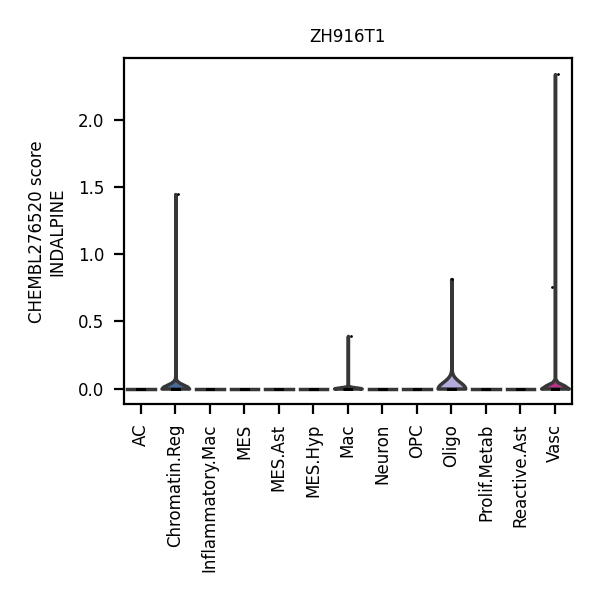 ZH916T1
CHEMBL276520 score
INDALPINE
2.0
1.5
1.0
0.5
0.0
AC
Chromatin.Reg
Inflammatory.Mac
MES
MES.Ast
MES.Hyp
Mac
Neuron
OPC
Oligo
Prolif.Metab
Reactive.Ast
Vasc